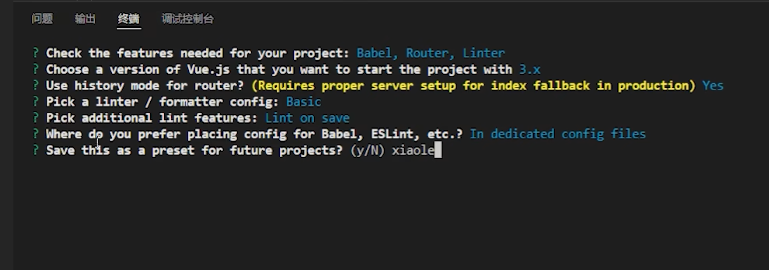 问题 输出 终端 调试控制台
? Check the features needed for your project: Babel, Router, Linter
? Choose a version of Vue.js that you want to start the project with 3.x
? Use history mode for router? (Requires proper server setup for index fallback in production) Yes
? Pick a linter / formatter config: Basic
? Pick additional lint features: Lint on save
? Where do you prefer placing config for Babel, ESLint, etc.? In dedicated config files
? Save this as a preset for future projects? (y/N) xiaole